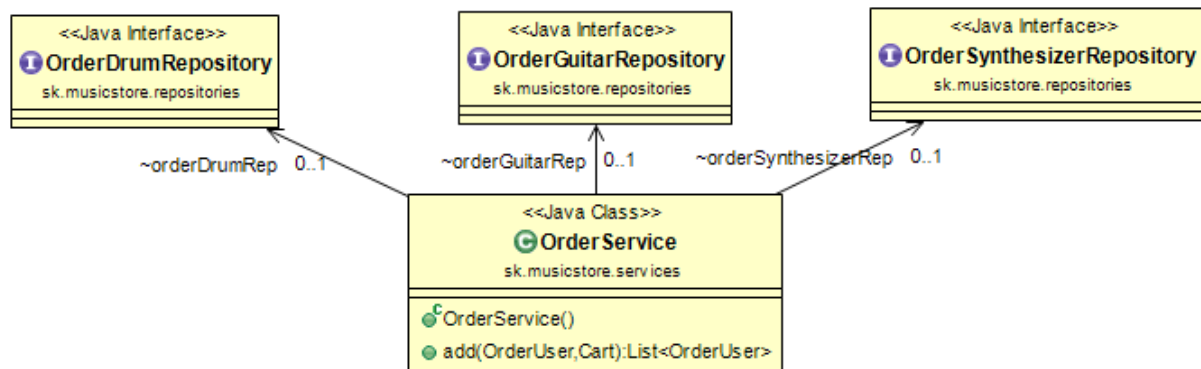 <<Java Interface>>
OrderDrumRepository
sk.musicstore.repositories
<<Java Interface>>
OrderGuitarRepository
sk.musicstore.repositories
<<Java Interface>>
OrderSynthesizerRepository
sk.musicstore.repositories
~orderDrumRep 0..1
~orderGuitarRep 0..1
~orderSynthesizerRep 0..1
<<Java Class>>
OrderService
sk.musicstore.services
OrderService()
add(OrderUser,Cart):List<OrderUser>